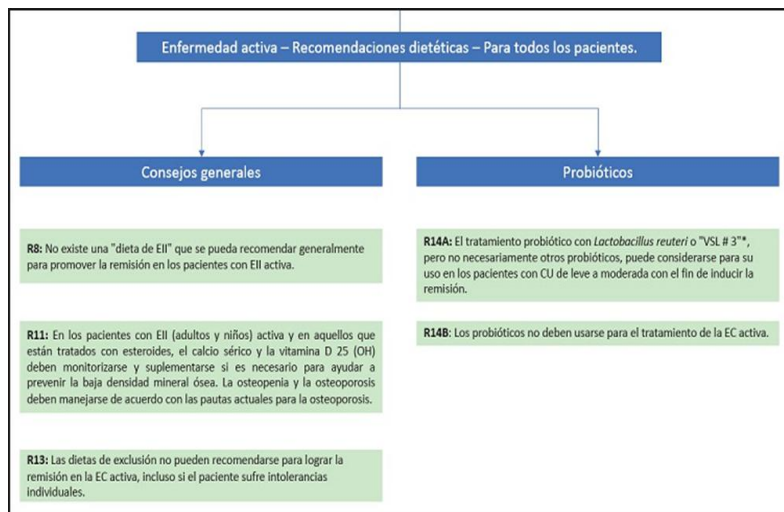 Enfermedad activa – Recomendaciones dietéticas – Para todos los pacientes.
Consejos generales
R8: No existe una "dieta de EII" que se pueda recomendar generalmente
para promover la remisión en los pacientes con EII activa.
R11: En los pacientes con EII (adultos y niños) activa y en aquellos que
están tratados con esteroides, el calcio sérico y la vitamina D 25 (OH)
deben monitorizarse y suplementarse si es necesario para ayudar a
prevenir la baja densidad mineral ósea. La osteopenia y la osteoporosis
deben manejarse de acuerdo con las pautas actuales para la osteoporosis.
R13: Las dietas de exclusión no pueden recomendarse para lograr la
remisión en la EC activa, incluso si el paciente sufre intolerancias
individuales.
Probióticos
R14A: El tratamiento probiótico con Lactobacillus reuteri o "VSL # 3"*,
pero no necesariamente otros probióticos, puede considerarse para su
uso en los pacientes con CU de leve a moderada con el fin de inducir la
remisión.
R14B: Los probióticos no deben usarse para el tratamiento de la EC activa.